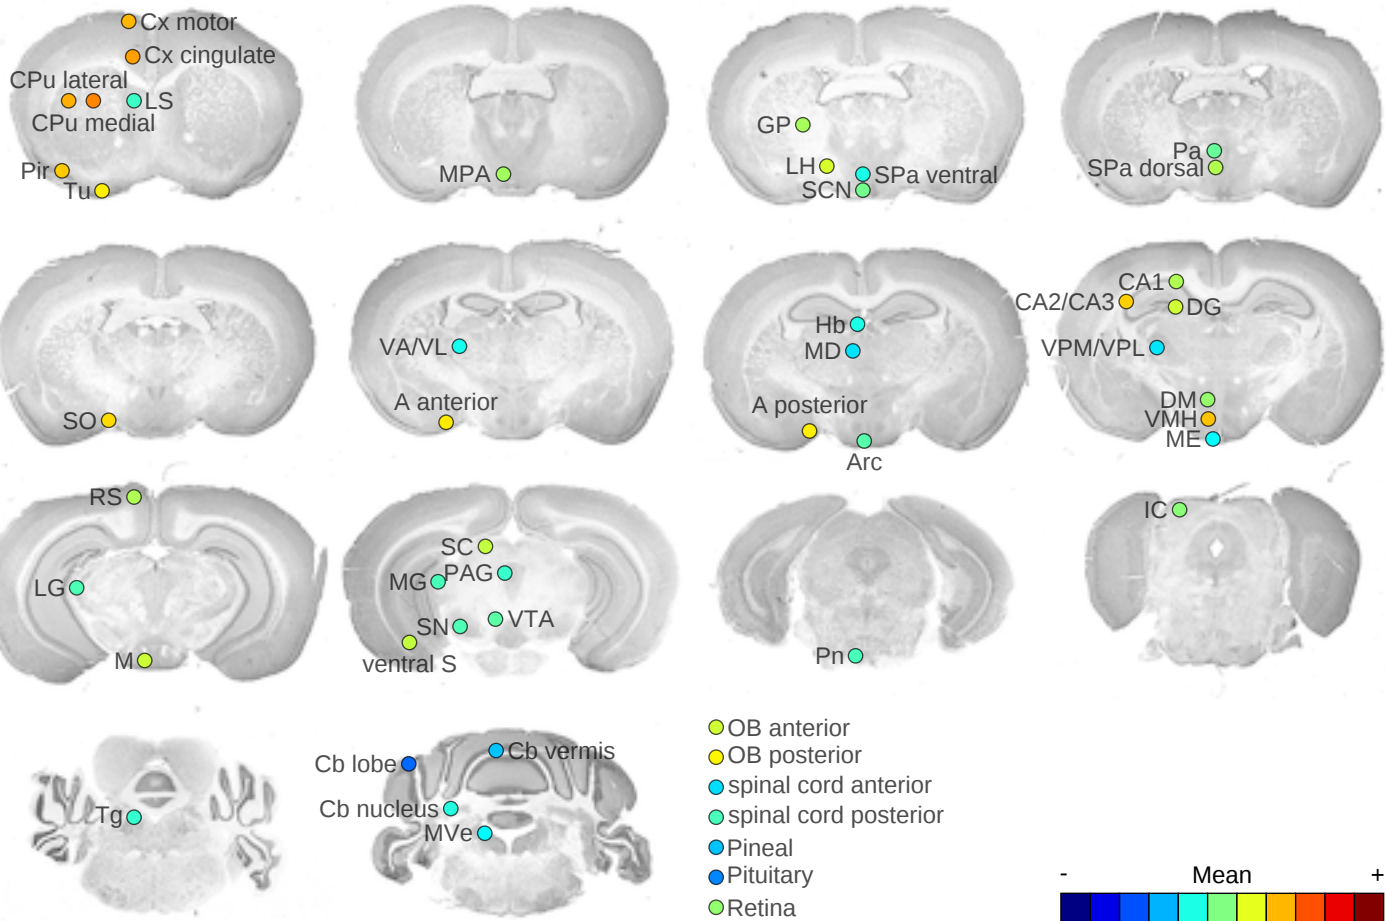 Cx motor
Cx cingulate
CPu lateral
LS
CPu medial
Pir
Tu
MPA
GP
LH
SPa ventral
SCN
Pa
SPa dorsal
SO
VA/VL
A anterior
Hb
MD
A posterior
Arc
CA1
CA2/CA3
DG
VPM/VPL
DM
VMH
ME
RS
LG
M
SC
MG
PAG
SN
VTA
ventral S
Pn
IC
Tg
Cb lobe
Cb vermis
Cb nucleus
MVe
OB anterior
OB posterior
spinal cord anterior
spinal cord posterior
Pineal
Pituitary
Retina
- Mean +